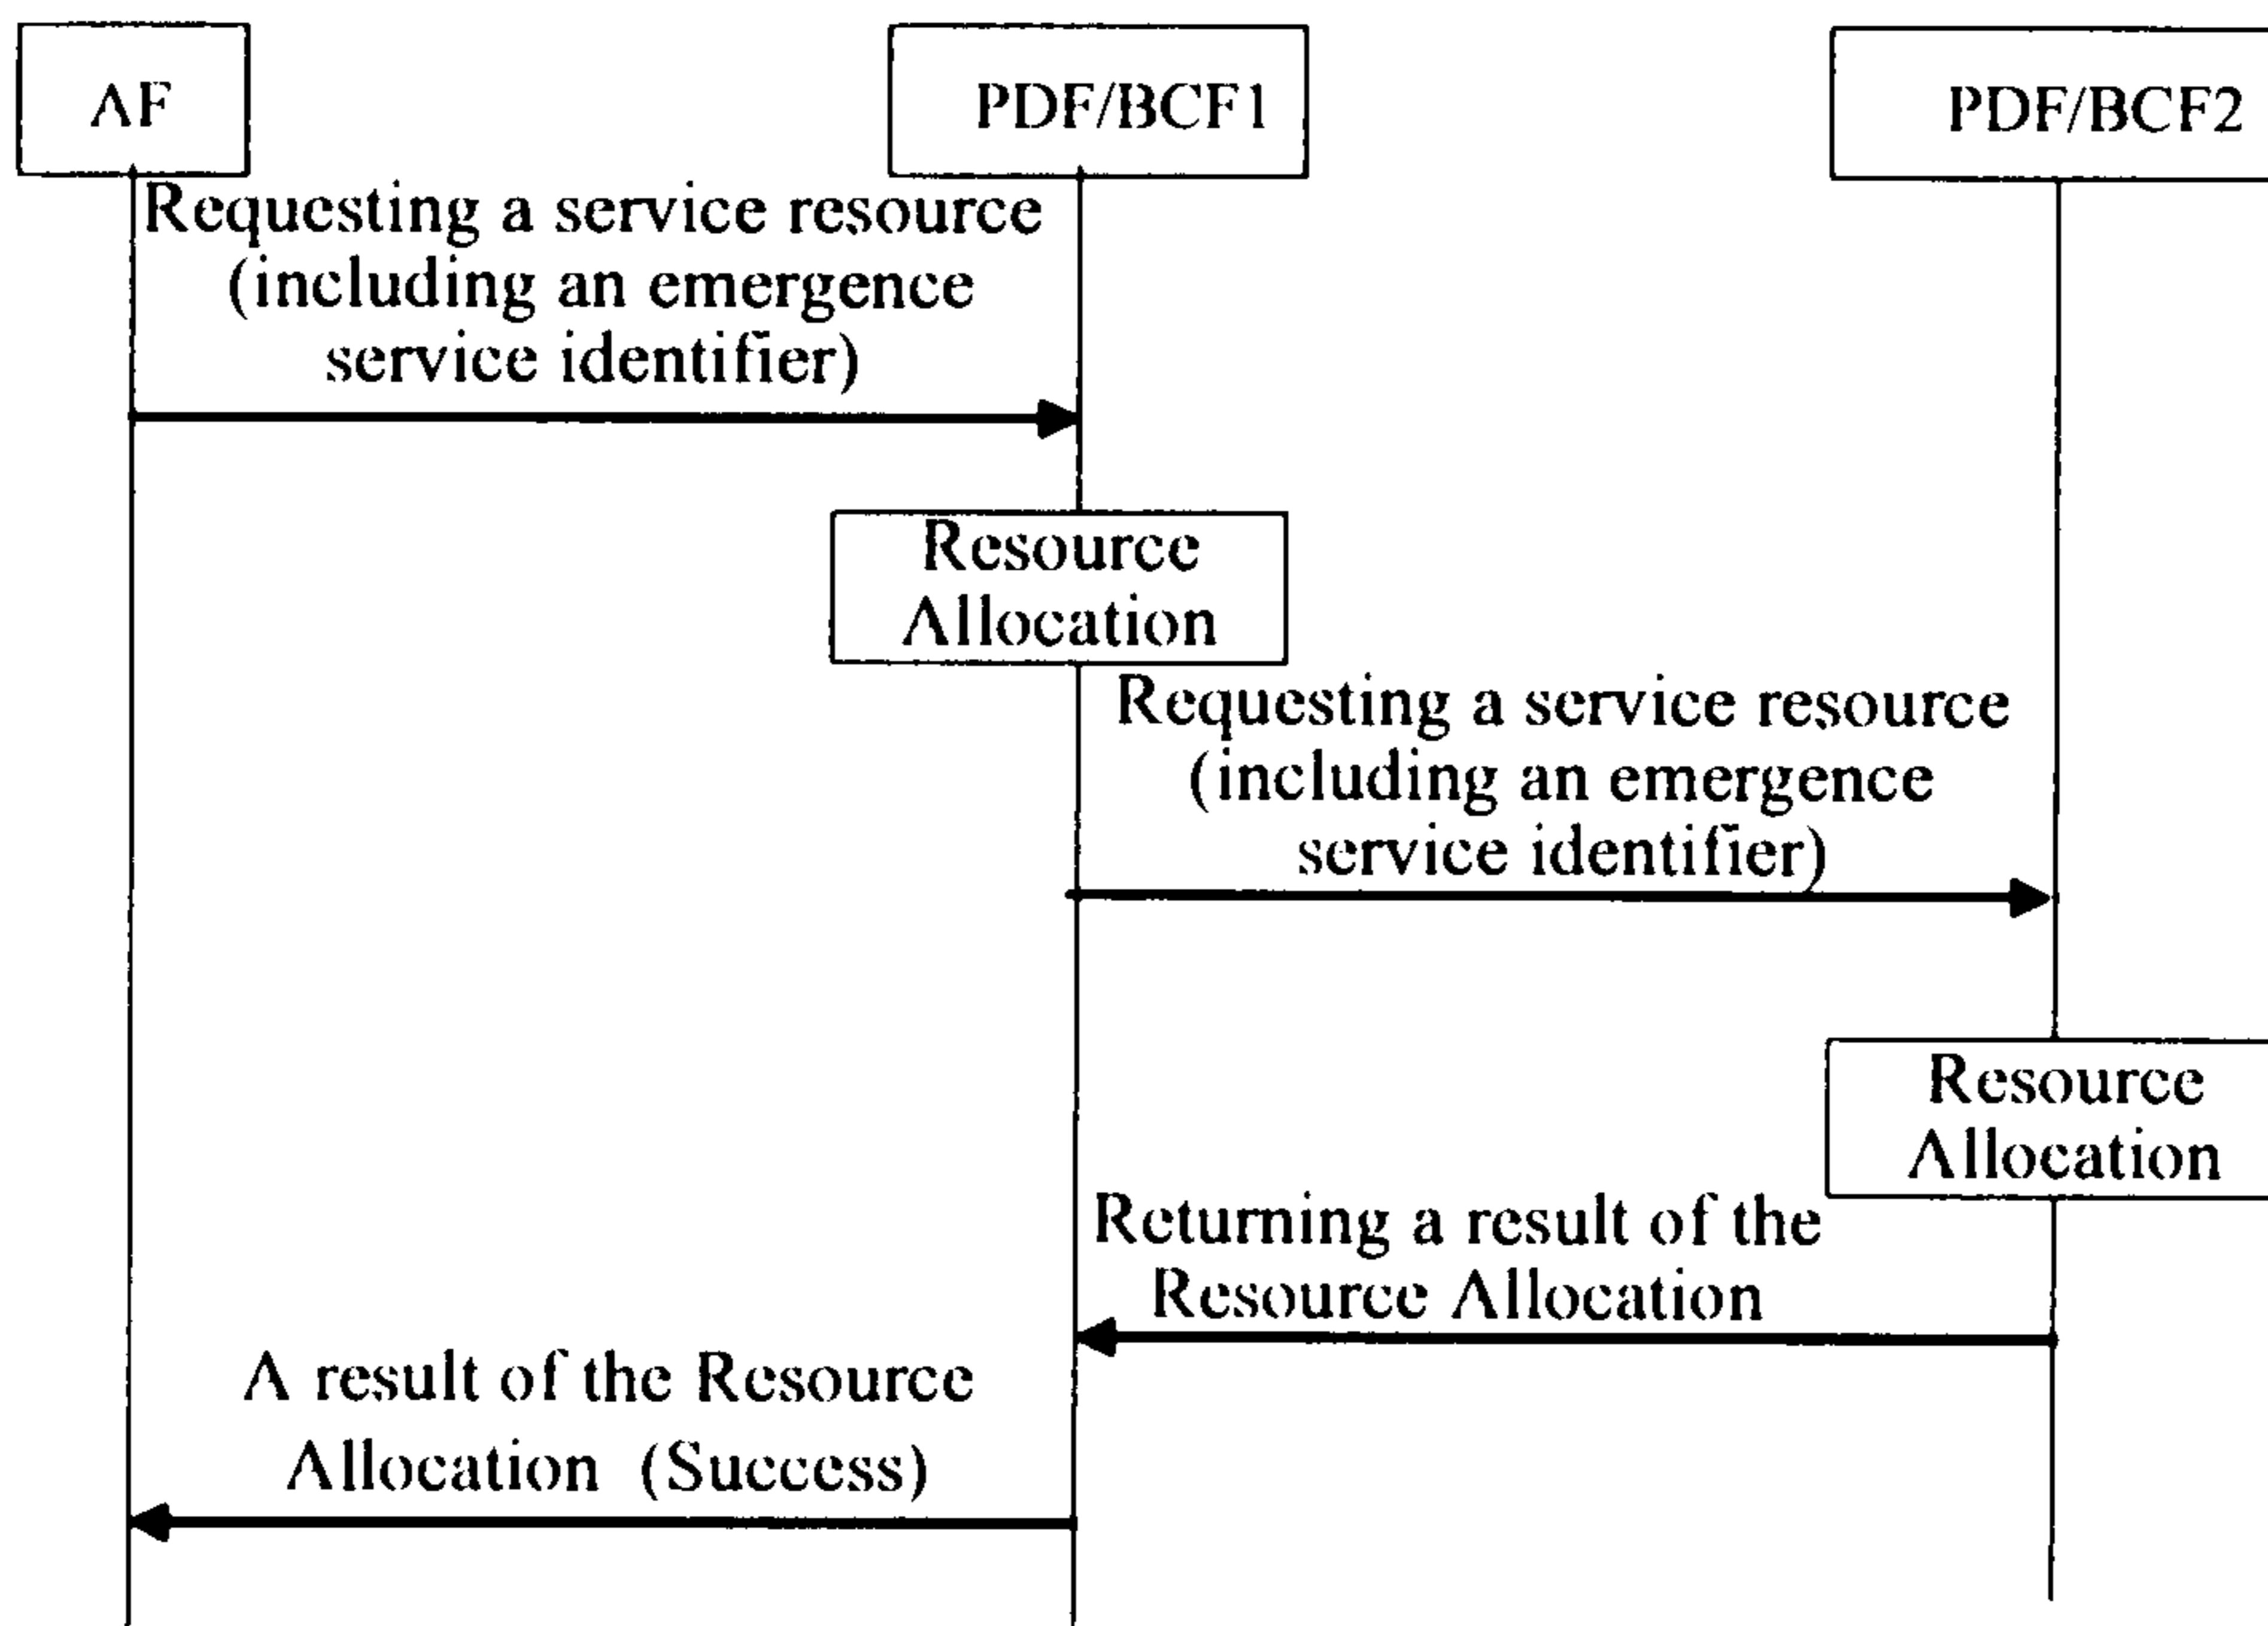 AF
PDF/BCF1
PDF/BCF2
Requesting a service resource
(including an emergence
service identifier)
Resource
Allocation
Requesting a service resource
(including an emergence
service identifier)
Resource
Allocation
Returning a result of the
Resource Allocation
A result of the Resource
Allocation (Success)